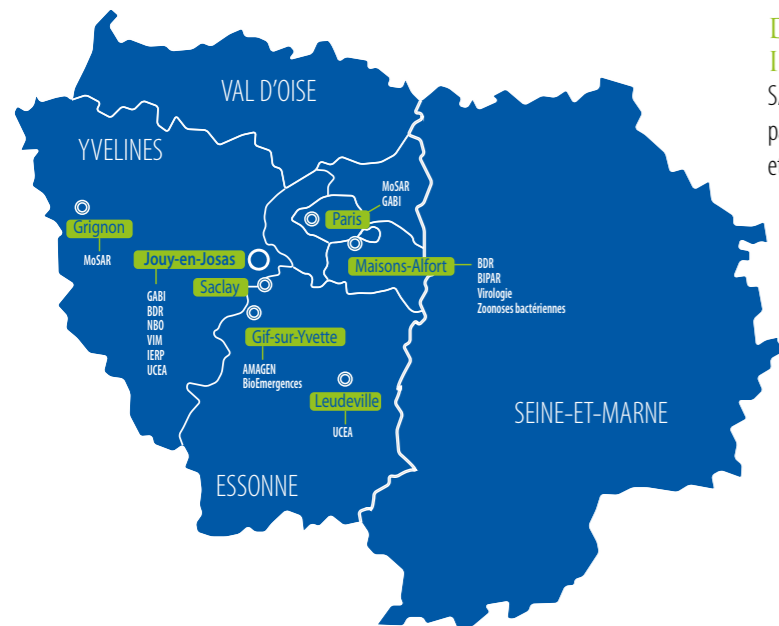 VAL D'OISE
YVELINES
MoSAR
GABI
Paris
Grignon
MoSAR
Jouy-en-Josas
GABI
BDR
NBO
VIM
IERP
UCEA
Saclay
Maisons-Alfort
BDR
BIPAR
Virologie
Zoonoses bactériennes
Gif-sur-Yvette
AMAGEN
BioEmergences
Leudeville
UCEA
SEINE-ET-MARNE
ESSONNE